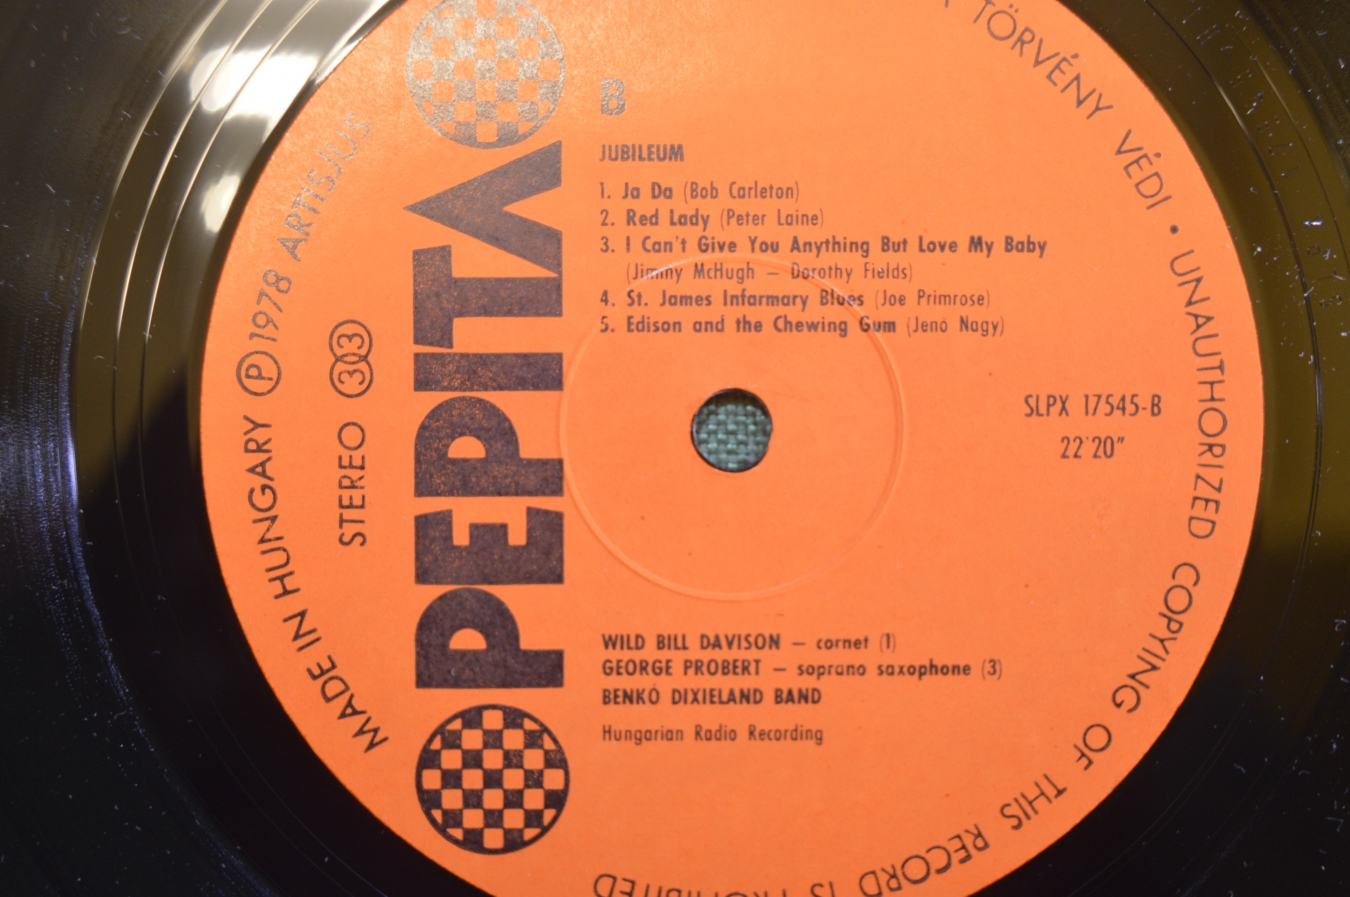 B
JUBILEUM
1. Ja Da (Bob Carleton)
2. Red Lady (Peter Laine)
3. I Can't Give You Anything But Love My Baby
(Jimmy McHugh — Dorothy Fields)
4. St. James Infarmary Blues (Joe Primrose)
5. Edison and the Chewing Gum (Jenő Nagy)
SLPX 17545-B
22'20"
WILD BILL DAVISON — cornet (1)
GEORGE PROBERT — soprano saxophone (3)
BENKÓ DIXIELAND BAND
Hungarian Radio Recording
PEPITA
STEREO 303
MADE IN HUNGARY Ⓟ 1978 ARTISJUS
TÖRVÉNY VÉDI • UNAUTHORIZED COPYING OF THIS RECORD IS PROHIBITED